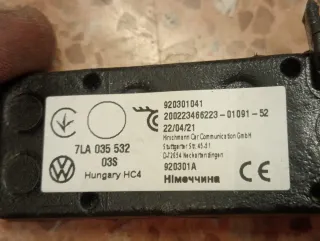 920301041
200223466223-01091-52
22/04/21
Hirschmann Car Communication GmbH
Stuttgarter Str. 45-51
D-72654 Neckartenzlingen
920301A
Німеччина
7LA 035 532
03S
Hungary HC4